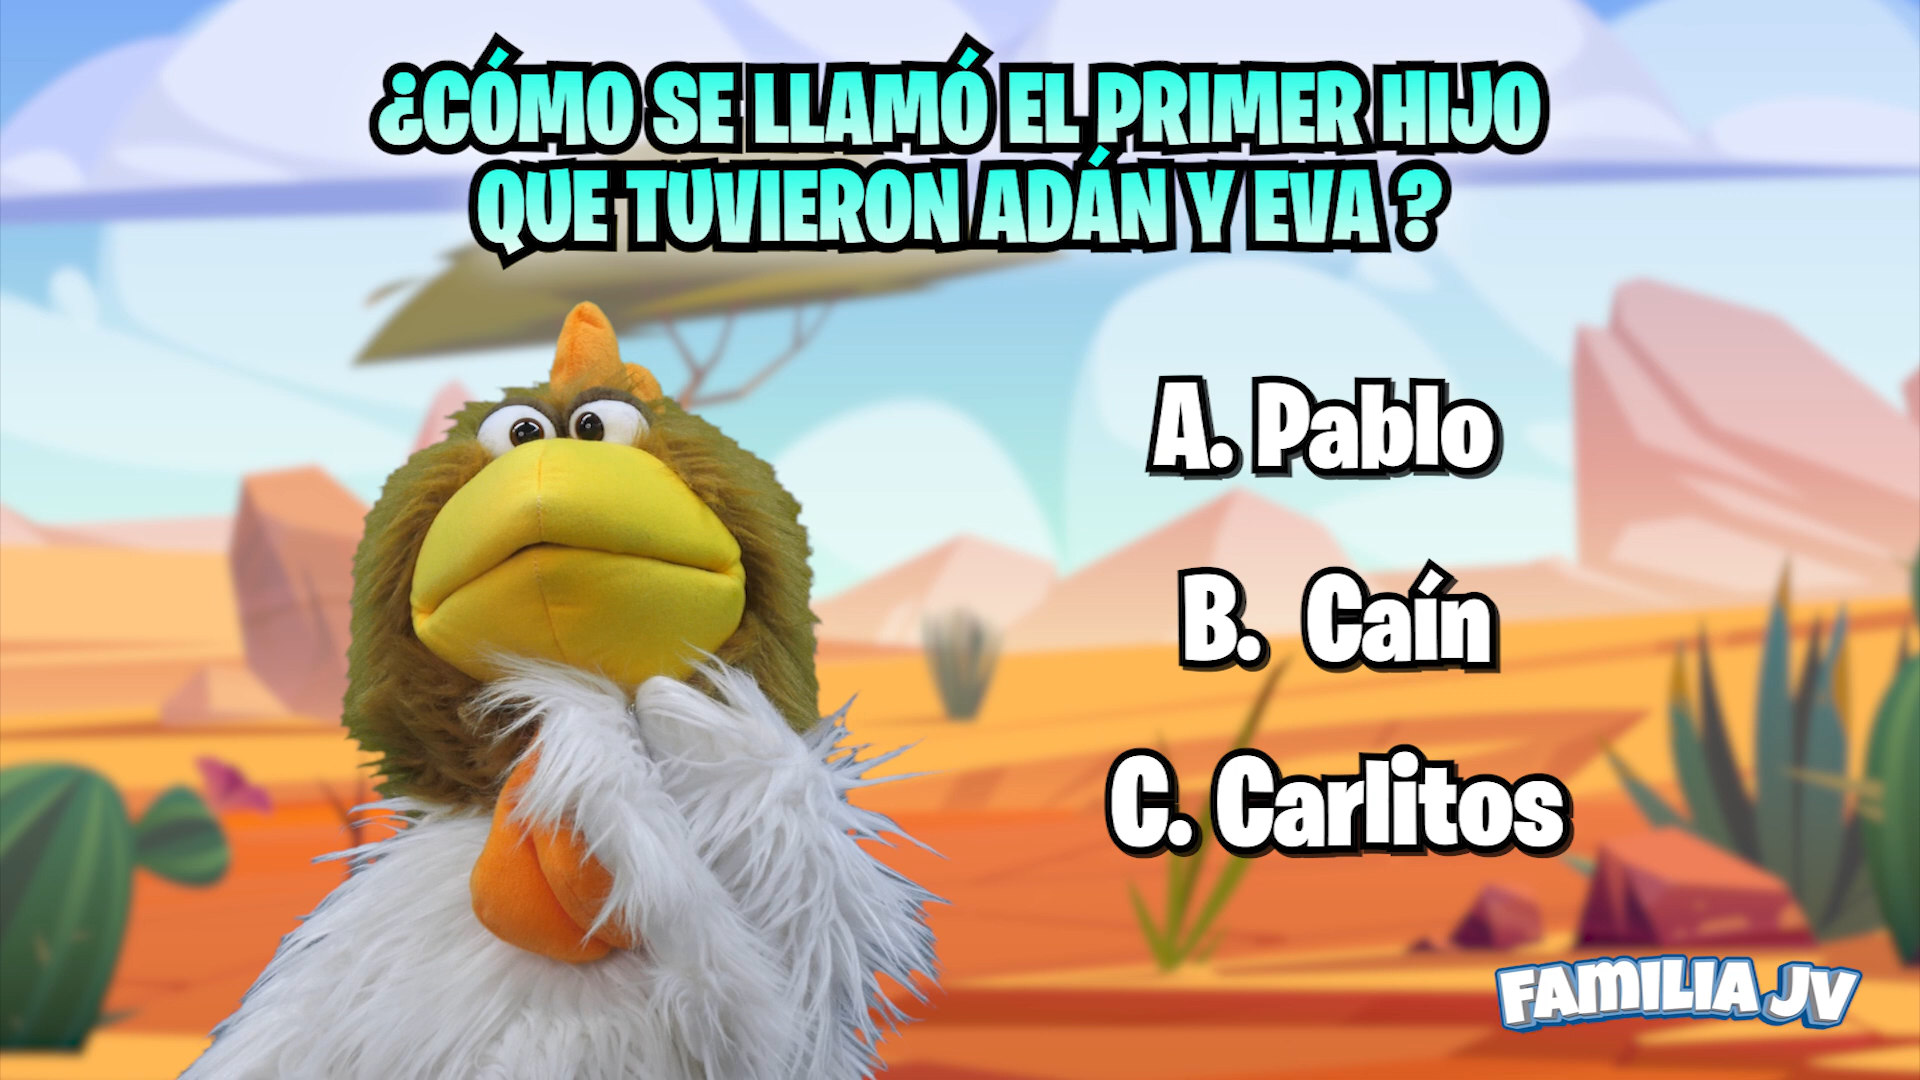 ¿CÓMO SE LLAMÓ EL PRIMER HIJO
QUE TUVIERON ADÁN Y EVA ?
A. Pablo
B. Caín
C. Carlitos
FAMILIA JV